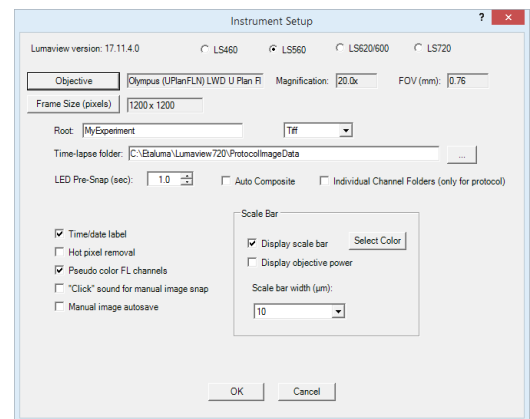 Instrument Setup ? x
Lumaview version: 17.11.4.0 LS460 LS560 LS620/600 LS720
Objective Olympus (UPlanFLN) LWD U Plan Fl Magnification: 20.0x FOV (mm): 0.76
Frame Size (pixels) 1200 x 1200
Root: MyExperiment Tiff
Time-lapse folder: C:\Etaluma\Lumaview720\ProtocolImageData ...
LED Pre-Snap (sec): 1.0 Auto Composite Individual Channel Folders (only for protocol)
Scale Bar
Time/date label
Hot pixel removal
Pseudo color FL channels
"Click" sound for manual image snap
Manual image autosave
Display scale bar Select Color
Display objective power
Scale bar width (µm):
10
OK Cancel